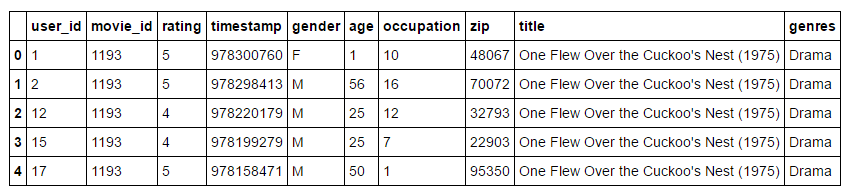 user_id movie_id rating timestamp gender age occupation zip title genres
0 1 1193 5 978300760 F 1 10 48067 One Flew Over the Cuckoo's Nest (1975) Drama
1 2 1193 5 978298413 M 56 16 70072 One Flew Over the Cuckoo's Nest (1975) Drama
2 12 1193 4 978220179 M 25 12 32793 One Flew Over the Cuckoo's Nest (1975) Drama
3 15 1193 4 978199279 M 25 7 22903 One Flew Over the Cuckoo's Nest (1975) Drama
4 17 1193 5 978158471 M 50 1 95350 One Flew Over the Cuckoo's Nest (1975) Drama